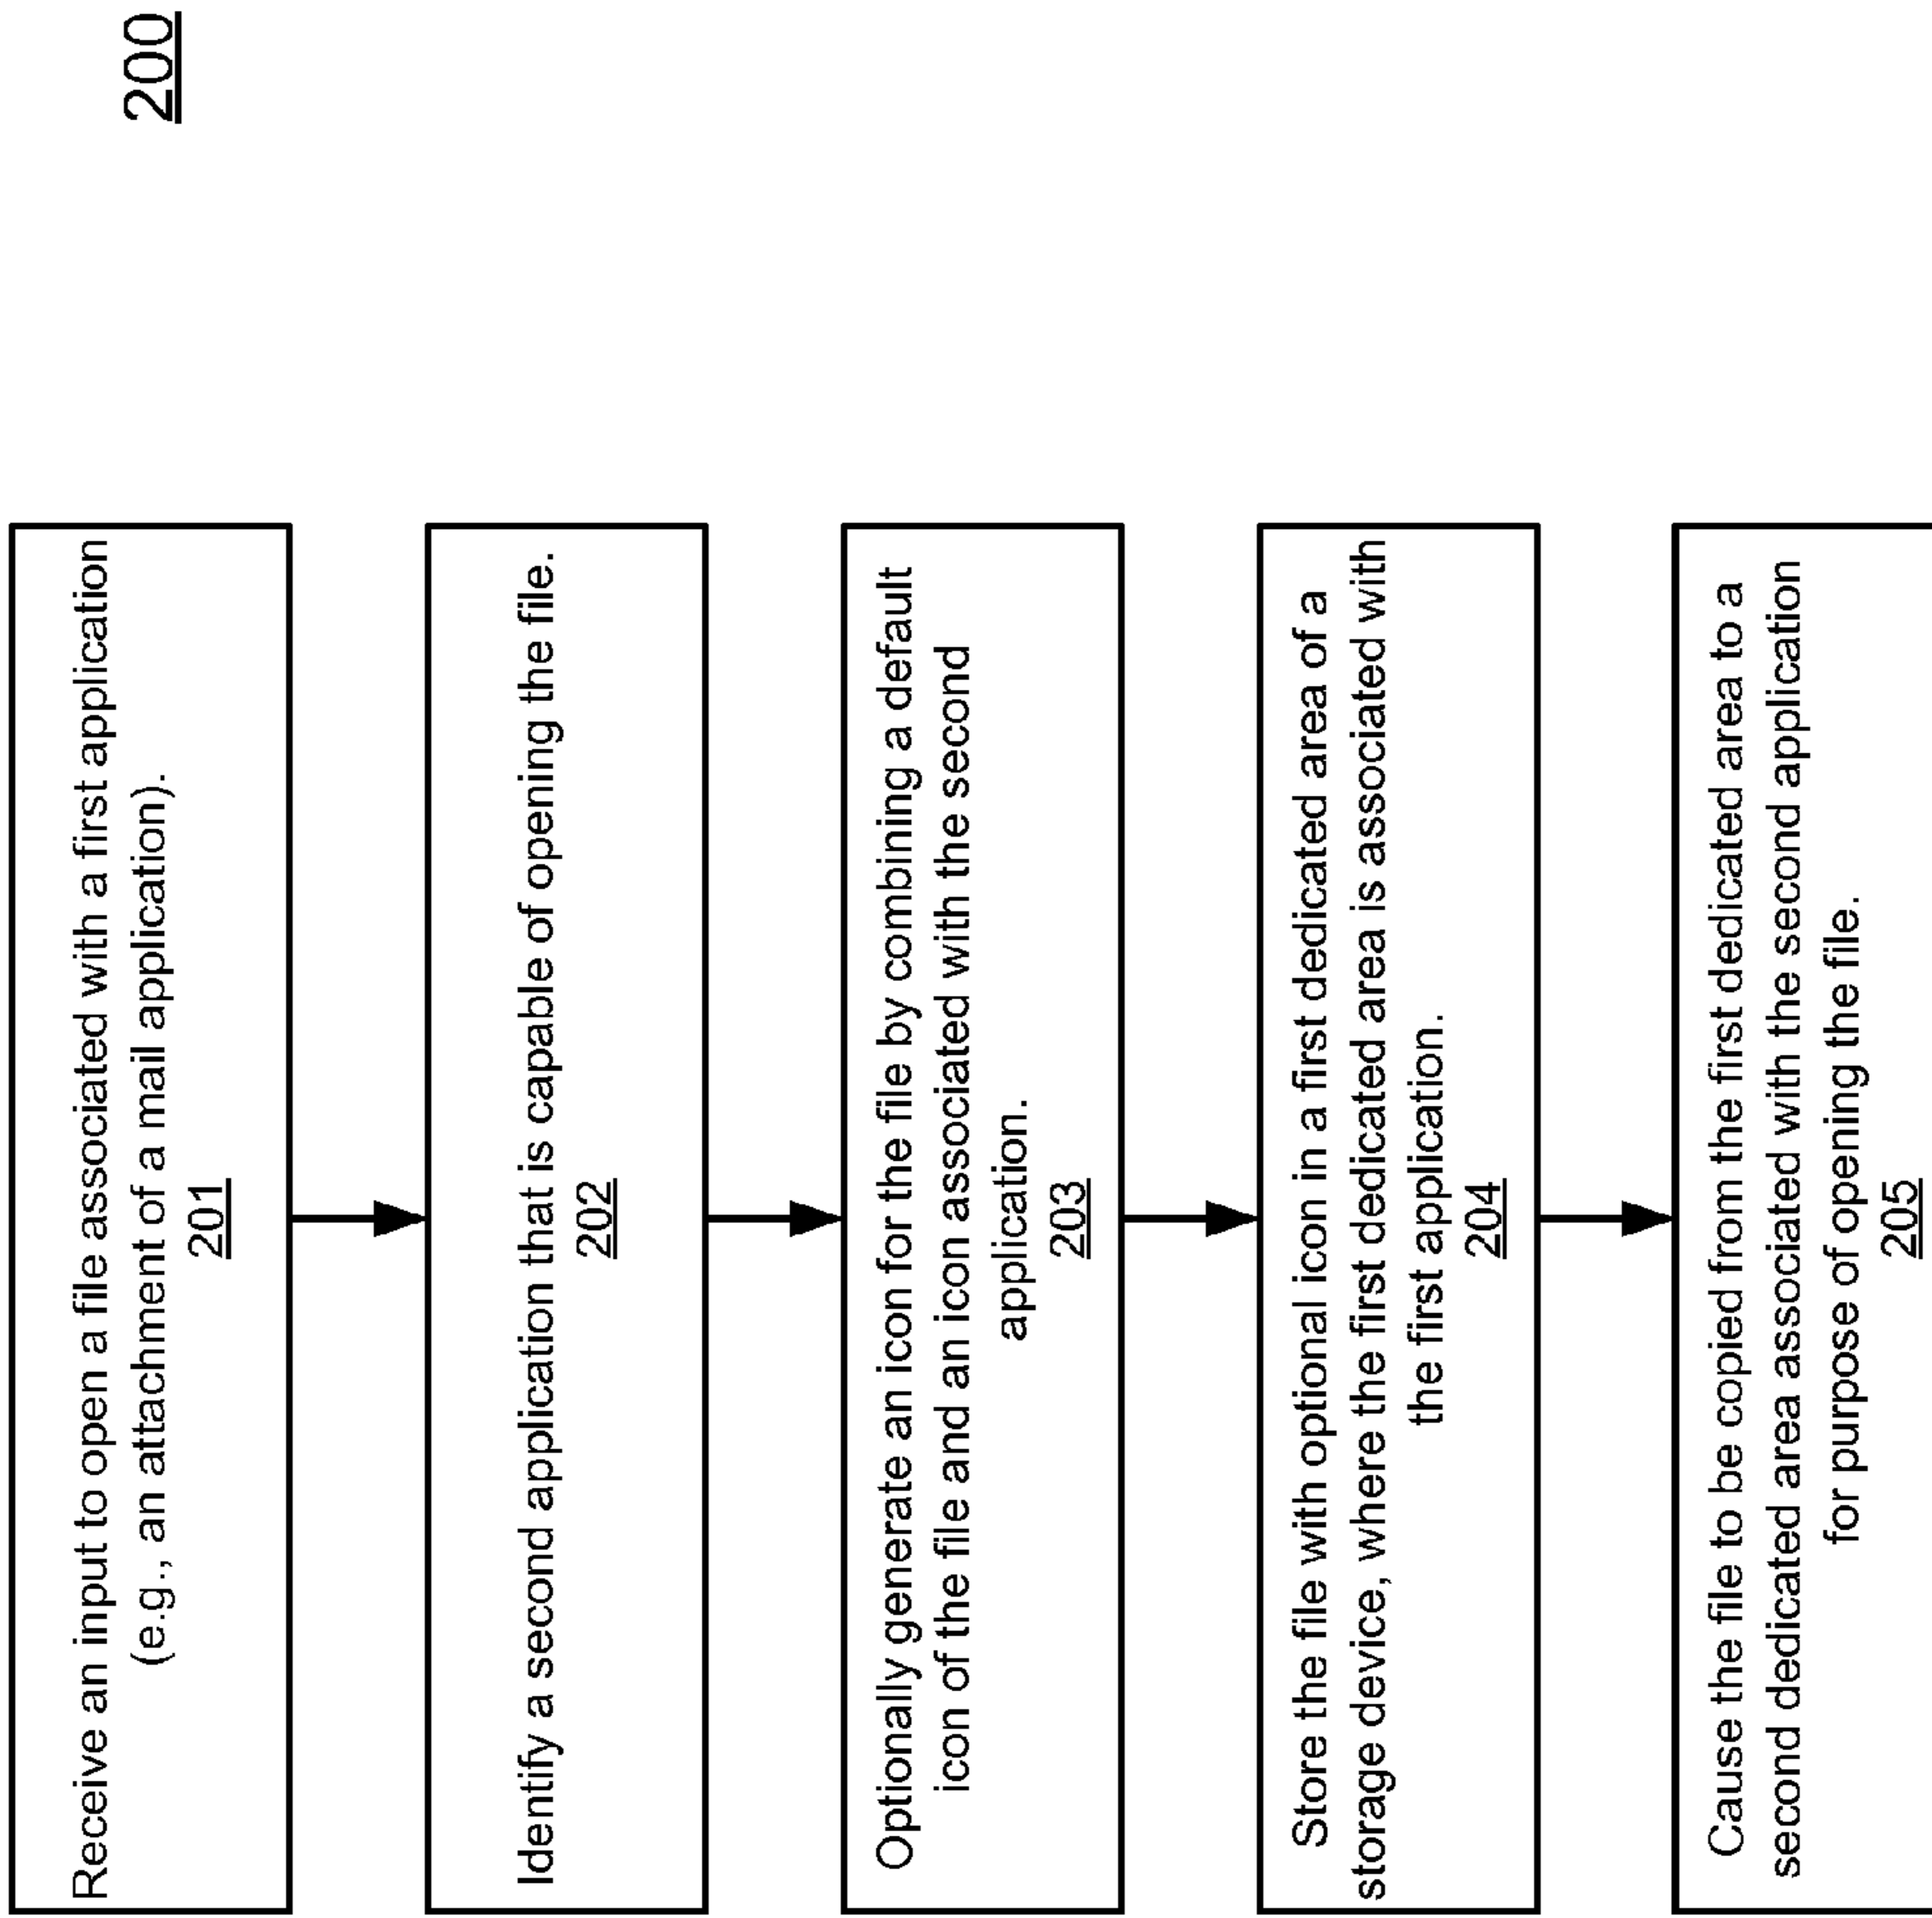 200
Receive an input to open a file associated with a first application
(e.g., an attachment of a mail application).
201
Identify a second application that is capable of opening the file.
202
Optionally generate an icon for the file by combining a default
icon of the file and an icon associated with the second
application.
203
Store the file with optional icon in a first dedicated area of a
storage device, where the first dedicated area is associated with
the first application.
204
Cause the file to be copied from the first dedicated area to a
second dedicated area associated with the second application
for purpose of opening the file.
205